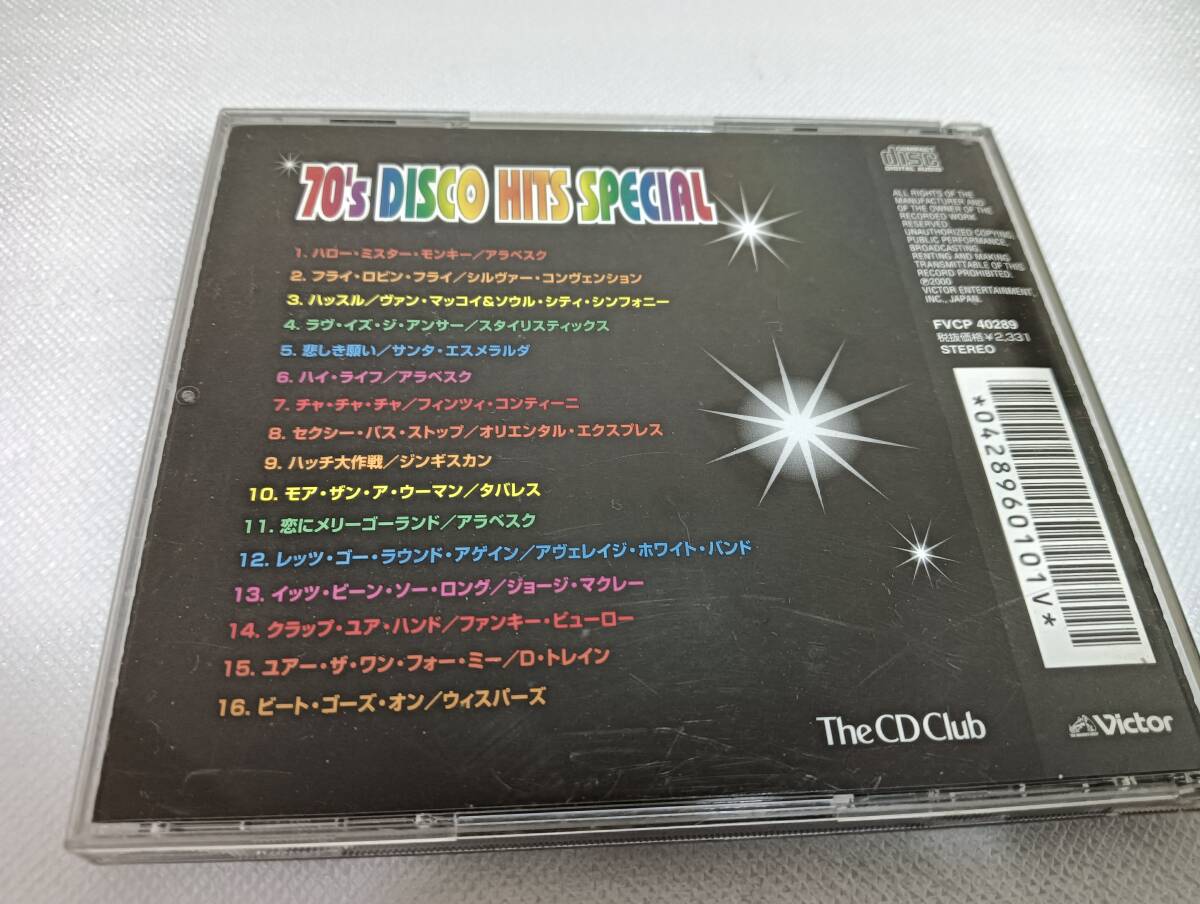 70's DISCO HITS SPECIAL
1. ハロー・ミスター・モンキー/アラベスク
2. フライ・ロビン・フライ/シルヴァー・コンヴェンション
3. ハッスル/ヴァン・マッコイ&ソウル・シティ・シンフォニー
4. ラヴ・イズ・ジ・アンサー/スタイリスティックス
5. 悲しき願い/サンタ・エスメラルダ
6. ハイ・ライフ/アラベスク
7. チャ・チャ・チャ/フィンツィ・コンティーニ
8. セクシー・バス・ストップ/オリエンタル・エクスプレス
9. ハッチ大作戦/ジンギスカン
10. モア・ザン・ア・ウーマン/タバレス
11. 恋にメリーゴーランド/アラベスク
12. レッツ・ゴー・ラウンド・アゲイン/アヴェレイジ・ホワイト・バンド
13. イッツ・ビーン・ソー・ロング/ジョージ・マクレー
14. クラップ・ユア・ハンド/ファンキー・ビューロー
15. ユアー・ザ・ワン・フォー・ミー/D・トレイン
16. ビート・ゴーズ・オン/ウィスパーズ
COMPACT
disc
DIGITAL AUDIO
ALL RIGHTS OF THE
MANUFACTURER AND
OF THE OWNER OF THE
RECORDED WORK
RESERVED.
UNAUTHORIZED COPYING,
PUBLIC PERFORMANCE,
BROADCASTING,
RENTING AND MAKING
TRANSMITTABLE OF THIS
RECORD PROHIBITED.
℗2000
VICTOR ENTERTAINMENT,
INC., JAPAN.
FVCP 40289
税抜価格¥2,331
STEREO
*0428960101V*
The CD Club
Victor